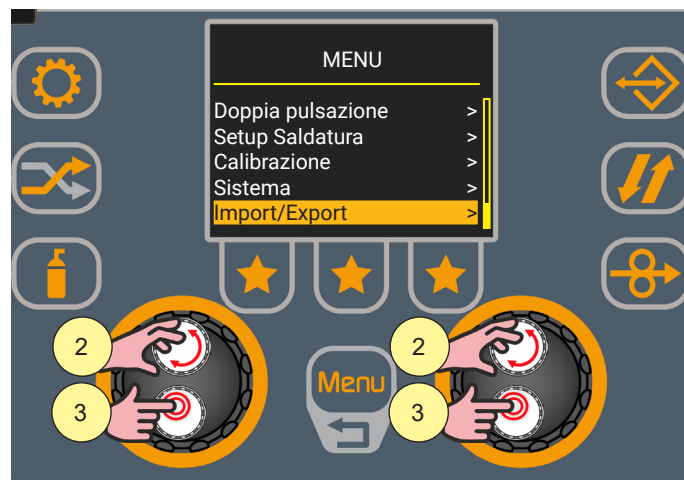 MENU
Doppia pulsazione >
Setup Saldatura >
Calibrazione >
Sistema >
Import/Export >
2
2
3
3
Menu